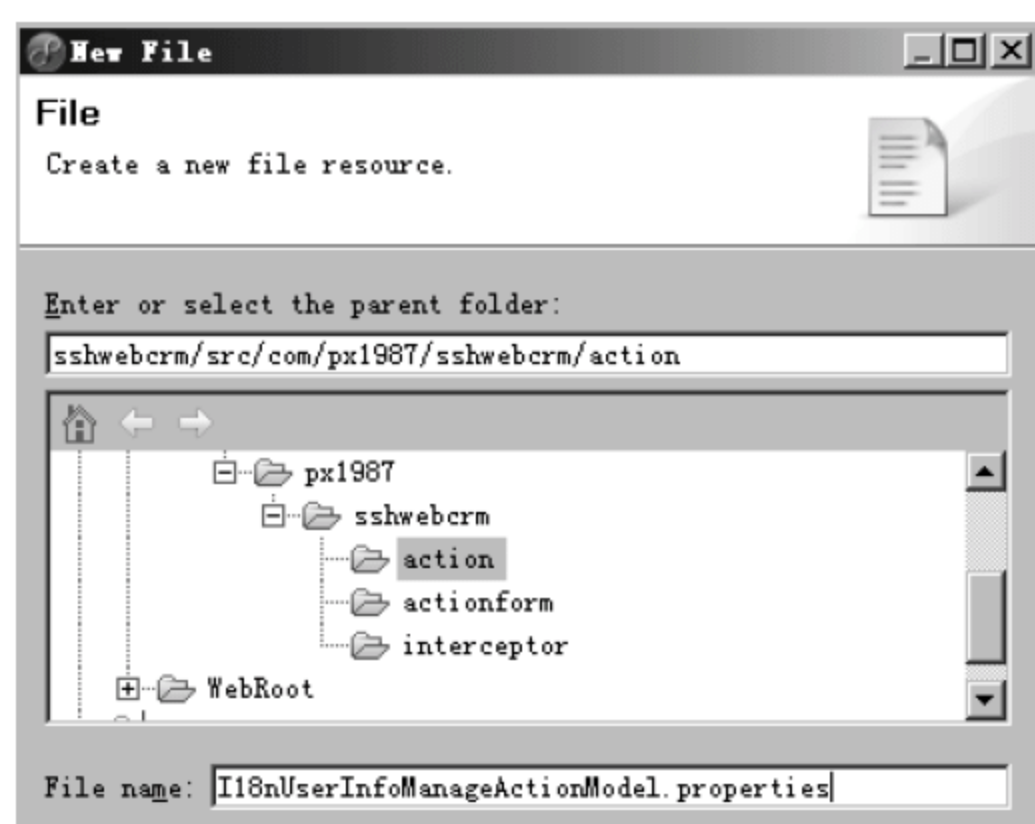 New File
File
Create a new file resource.
Enter or select the parent folder:
sshwebcrm/src/com/px1987/sshwebcrm/action
px1987
sshwebcrm
action
actionform
interceptor
WebRoot
File name: I18nUserInfoManageActionModel.properties